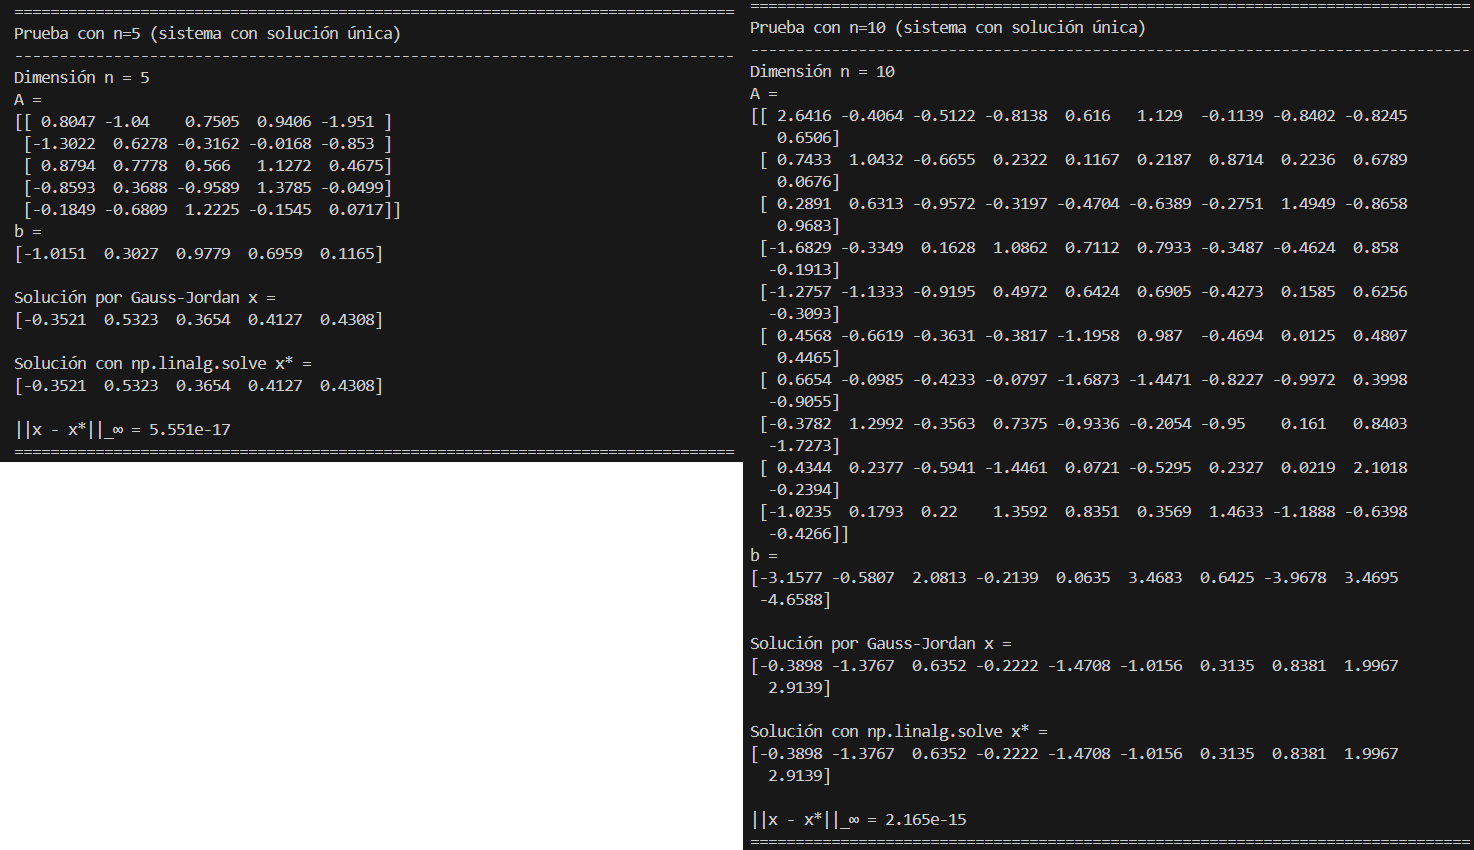 ================================================================================
Prueba con n=5 (sistema con solución única)
--------------------------------------------------------------------------------
Dimensión n = 5
A =
[[ 0.8047 -1.04    0.7505  0.9406 -1.951 ]
 [-1.3022  0.6278 -0.3162 -0.0168 -0.853 ]
 [ 0.8794  0.7778  0.566   1.1272  0.4675]
 [-0.8593  0.3688 -0.9589  1.3785 -0.0499]
 [-0.1849 -0.6809  1.2225 -0.1545  0.0717]]
b =
[-1.0151  0.3027  0.9779  0.6959  0.1165]

Solución por Gauss-Jordan x =
[-0.3521  0.5323  0.3654  0.4127  0.4308]

Solución con np.linalg.solve x* =
[-0.3521  0.5323  0.3654  0.4127  0.4308]

||x - x*||_∞ = 5.551e-17
================================================================================
================================================================================
Prueba con n=10 (sistema con solución única)
--------------------------------------------------------------------------------
Dimensión n = 10
A =
[[ 2.6416 -0.4064 -0.5122 -0.8138  0.616   1.129  -0.1139 -0.8402 -0.8245
   0.6506]
 [ 0.7433  1.0432 -0.6655  0.2322  0.1167  0.2187  0.8714  0.2236  0.6789
   0.0676]
 [ 0.2891  0.6313 -0.9572 -0.3197 -0.4704 -0.6389 -0.2751  1.4949 -0.8658
   0.9683]
 [-1.6829 -0.3349  0.1628  1.0862  0.7112  0.7933 -0.3487 -0.4624  0.858
  -0.1913]
 [-1.2757 -1.1333 -0.9195  0.4972  0.6424  0.6905 -0.4273  0.1585  0.6256
  -0.3093]
 [ 0.4568 -0.6619 -0.3631 -0.3817 -1.1958  0.987  -0.4694  0.0125  0.4807
   0.4465]
 [ 0.6654 -0.0985 -0.4233 -0.0797 -1.6873 -1.4471 -0.8227 -0.9972  0.3998
  -0.9055]
 [-0.3782  1.2992 -0.3563  0.7375 -0.9336 -0.2054 -0.95    0.161   0.8403
  -1.7273]
 [ 0.4344  0.2377 -0.5941 -1.4461  0.0721 -0.5295  0.2327  0.0219  2.1018
  -0.2394]
 [-1.0235  0.1793  0.22    1.3592  0.8351  0.3569  1.4633 -1.1888 -0.6398
  -0.4266]]
b =
[-3.1577 -0.5807  2.0813 -0.2139  0.0635  3.4683  0.6425 -3.9678  3.4695
 -4.6588]

Solución por Gauss-Jordan x =
[-0.3898 -1.3767  0.6352 -0.2222 -1.4708 -1.0156  0.3135  0.8381  1.9967
  2.9139]

Solución con np.linalg.solve x* =
[-0.3898 -1.3767  0.6352 -0.2222 -1.4708 -1.0156  0.3135  0.8381  1.9967
  2.9139]

||x - x*||_∞ = 2.165e-15
================================================================================